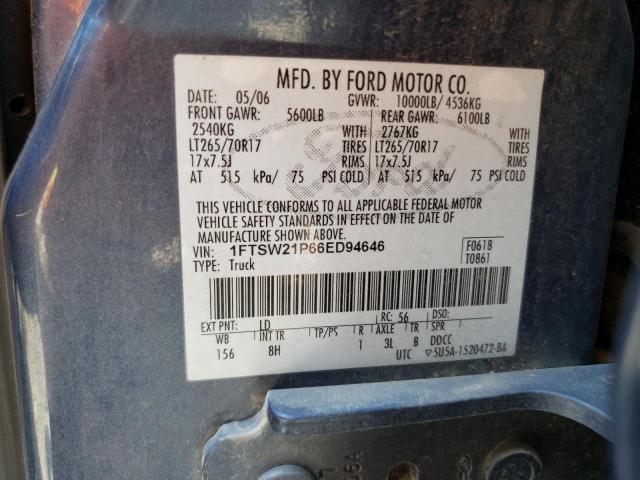 MFD. BY FORD MOTOR CO.
DATE: 05/06 GVWR: 10000LB/ 4536KG
FRONT GAWR: 5600LB REAR GAWR: 6100LB
2540KG WITH 2767KG WITH
LT265/70R17 TIRES LT265/70R17 TIRES
17x7.5J RIMS 17x7.5J RIMS
AT 515 kPa/ 75 PSI COLD AT 515 kPa/ 75 PSI COLD
THIS VEHICLE CONFORMS TO ALL APPLICABLE FEDERAL MOTOR
VEHICLE SAFETY STANDARDS IN EFFECT ON THE DATE OF
MANUFACTURE SHOWN ABOVE.
VIN: 1FTSW21P66ED94646 F0618
TYPE: Truck T0861
EXT PNT: LD RC: 56 DSO:
WB INT TR TP/PS R AXLE TR SPR
156 8H 1 3L B DDCC
UTC ▽5U5A-1520472-BA
Ford